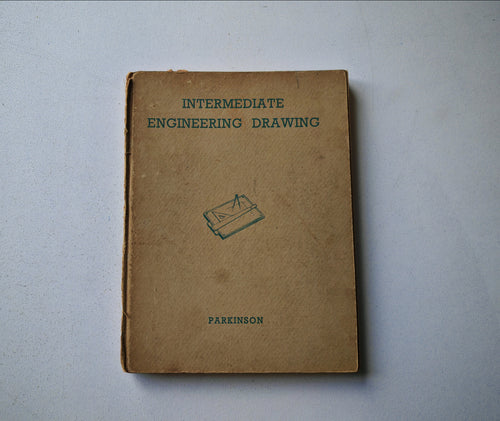 INTERMEDIATE
ENGINEERING DRAWING
PARKINSON